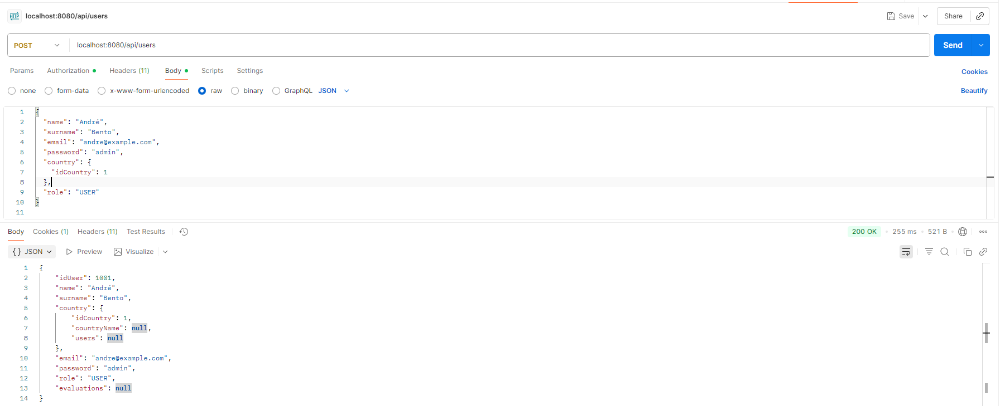 HTTP localhost:8080/api/users Save Share
POST localhost:8080/api/users Send
Params Authorization Headers (11) Body Scripts Settings Cookies
none form-data x-www-form-urlencoded raw binary GraphQL JSON Beautify
1 {
2 "name": "André",
3 "surname": "Bento",
4 "email": "andre@example.com",
5 "password": "admin",
6 "country": {
7 "idCountry": 1
8 },
9 "role": "USER"
10 }
11
Body Cookies (1) Headers (11) Test Results 200 OK 255 ms 521 B
{} JSON Preview Visualize
1 {
2 "idUser": 1001,
3 "name": "André",
4 "surname": "Bento",
5 "country": {
6 "idCountry": 1,
7 "countryName": null,
8 "users": null
9 },
10 "email": "andre@example.com",
11 "password": "admin",
12 "role": "USER",
13 "evaluations": null
14 }